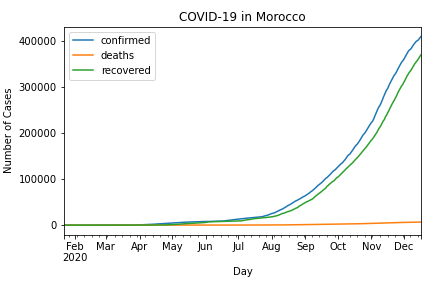 COVID-19 in Morocco
confirmed
deaths
recovered
Number of Cases
400000
300000
200000
100000
0
Feb Mar Apr May Jun Jul Aug Sep Oct Nov Dec
2020
Day